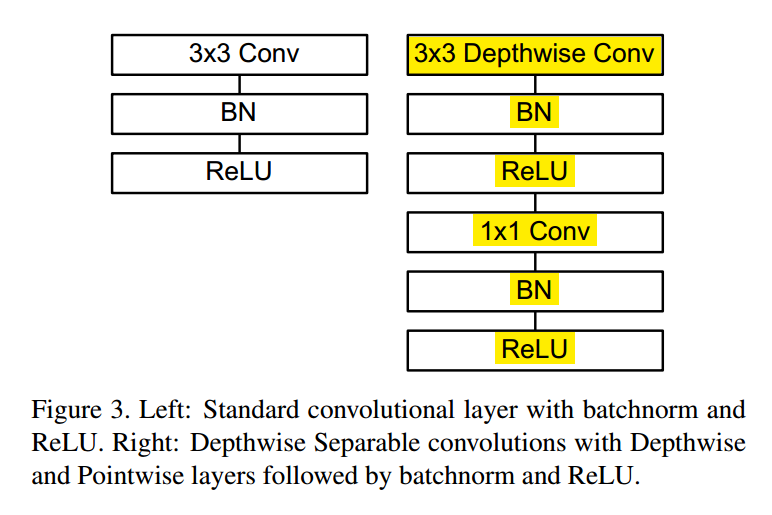 3x3 Conv
BN
ReLU
3x3 Depthwise Conv
BN
ReLU
1x1 Conv
BN
ReLU
Figure 3. Left: Standard convolutional layer with batchnorm and
ReLU. Right: Depthwise Separable convolutions with Depthwise
and Pointwise layers followed by batchnorm and ReLU.